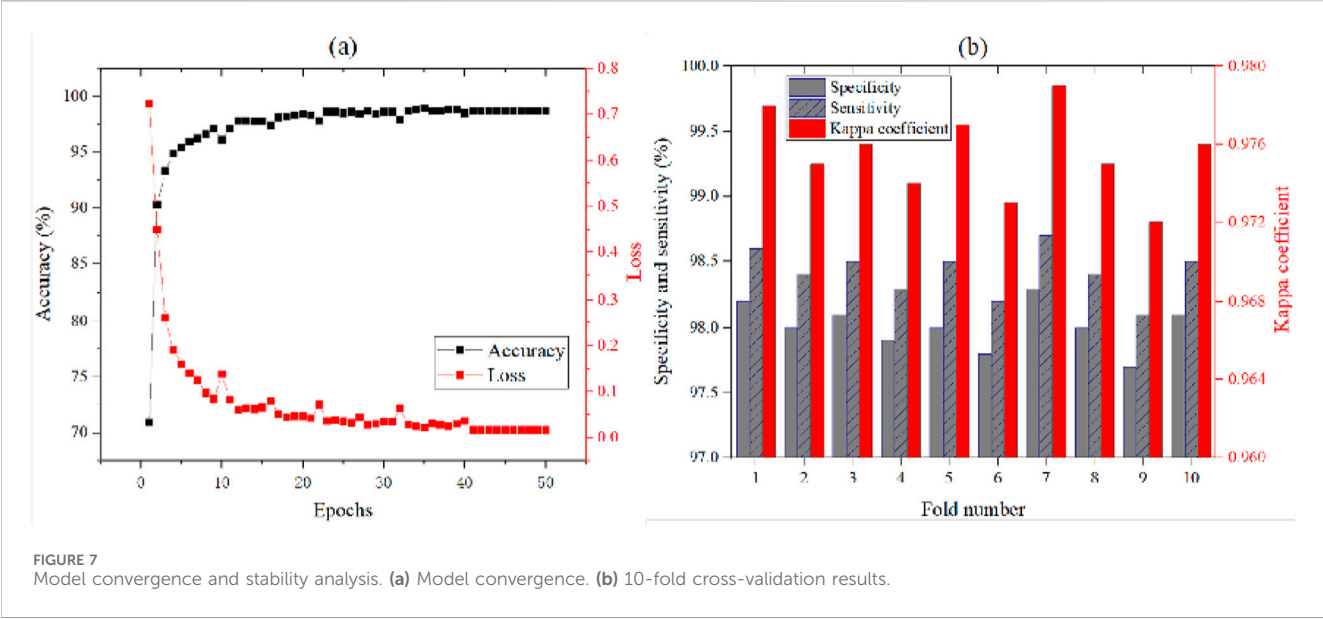 (a)
0.8
100
0.7
95
0.6
0.5
90
0.4
85
0.3
80
0.2
75
0.1
70
0.0
Accuracy (%)
Loss
Accuracy
Loss
0 10 20 30 40 50
Epochs
(b)
100.0
99.5
99.0
98.5
98.0
97.5
97.0
Specificity and sensitivity (%)
Specificity
Sensitivity
Kappa coefficient
0.980
0.976
0.972
0.968
0.964
0.960
Kappa coefficient
1 2 3 4 5 6 7 8 9 10
Fold number
FIGURE 7
Model convergence and stability analysis. (a) Model convergence. (b) 10-fold cross-validation results.